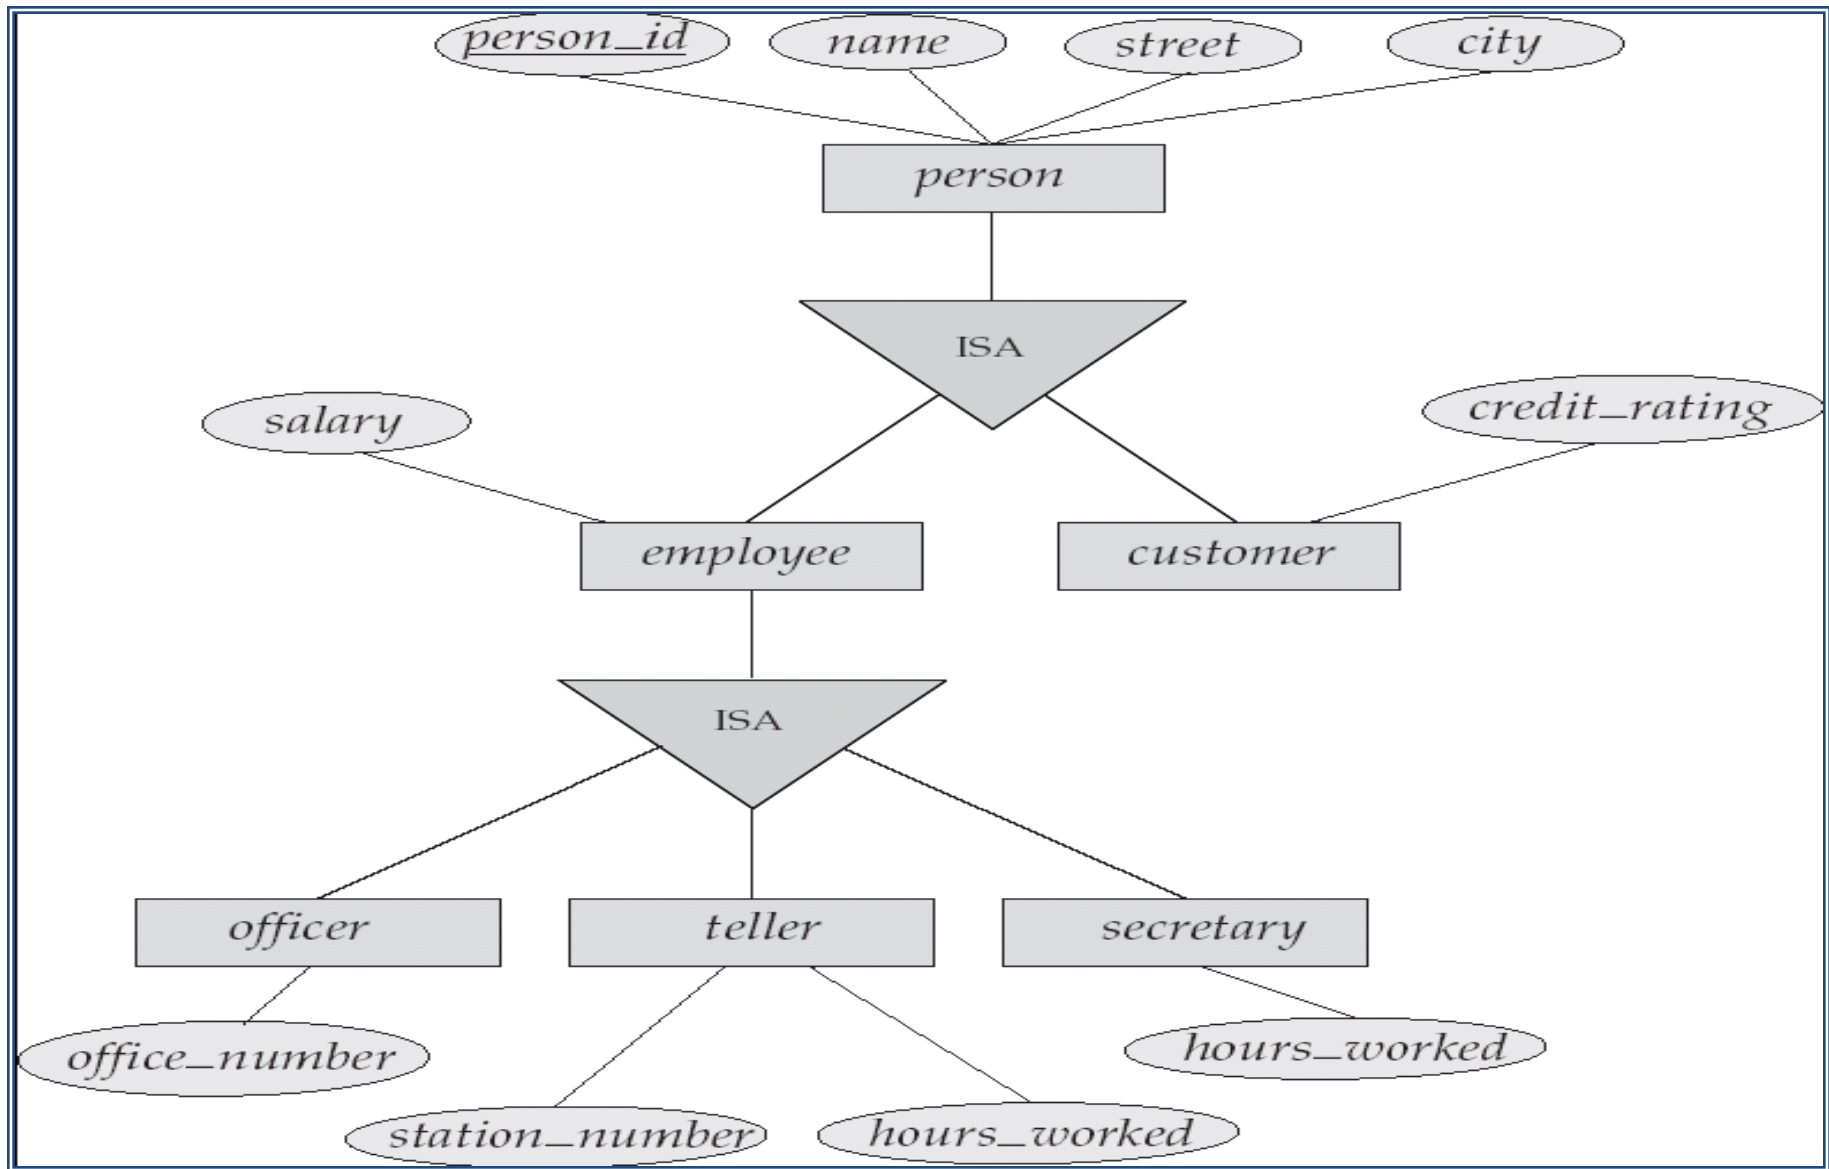 person_id
name
street
city
person
ISA
salary
credit_rating
employee
customer
ISA
officer
teller
secretary
office_number
hours_worked
station_number
hours_worked